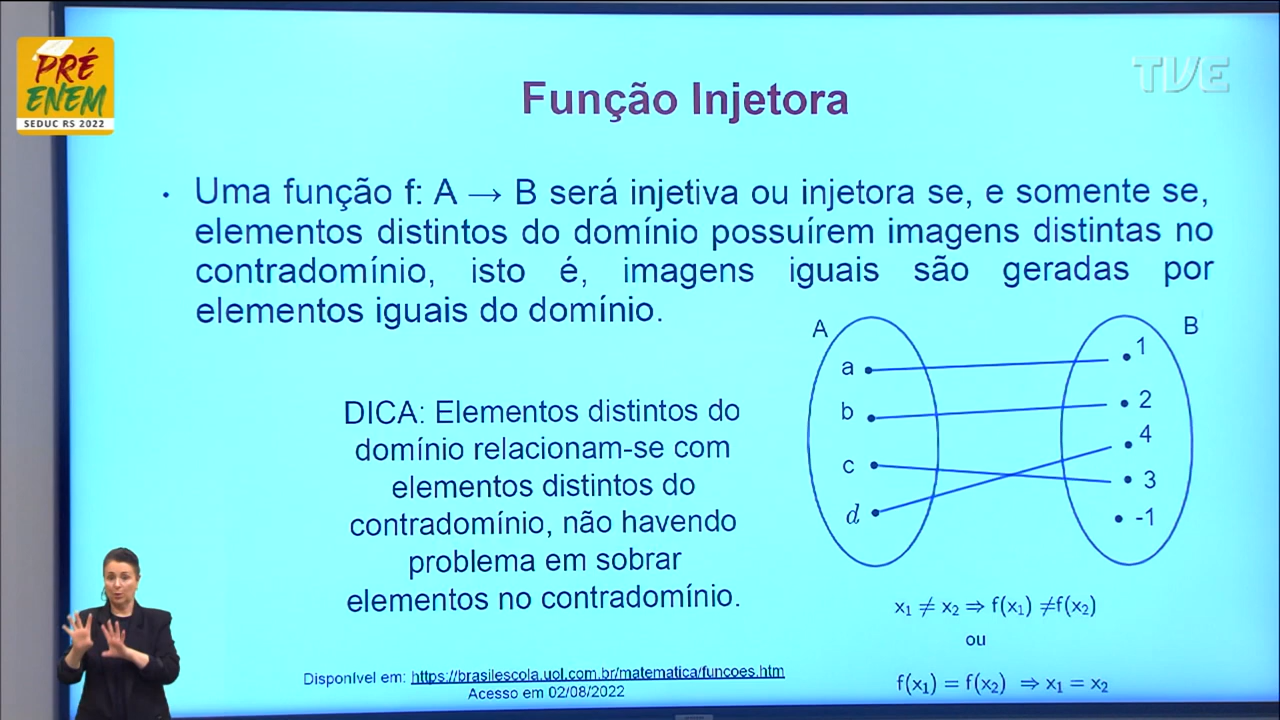 PRÉ
ENEM
SEDUC RS 2022
TVE
Função Injetora
• Uma função f: A → B será injetiva ou injetora se, e somente se,
elementos distintos do domínio possuírem imagens distintas no
contradomínio, isto é, imagens iguais são geradas por
elementos iguais do domínio.
A
B
a
1
b
2
4
c
3
d
-1
DICA: Elementos distintos do
domínio relacionam-se com
elementos distintos do
contradomínio, não havendo
problema em sobrar
elementos no contradomínio.
x₁ ≠ x₂ ⇒ f(x₁) ≠f(x₂)
ou
f(x₁) = f(x₂) ⇒ x₁ = x₂
Disponível em: https://brasilescola.uol.com.br/matematica/funcoes.htm
Acesso em 02/08/2022